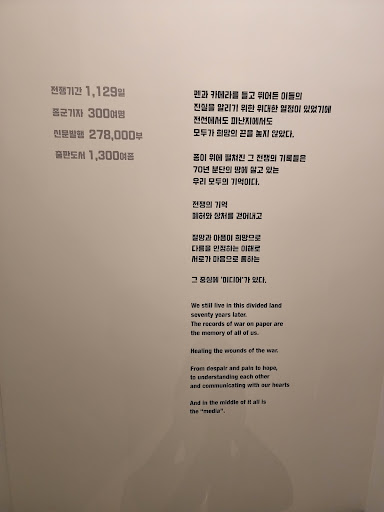 전쟁기간 1,129일
종군기자 300여명
신문발행 278,000부
출판도서 1,300여종
펜과 카메라를 들고 뛰어든 이들의
진실을 알리기 위한 위대한 열정이 있었기에
전선에서도 피난지에서도
모두가 희망의 끈을 놓지 않았다.
종이 위에 펼쳐진 그 전쟁의 기록들은
70년 분단의 땅에 살고 있는
우리 모두의 기억이다.
전쟁의 기억
폐허와 상처를 걷어내고
절망과 아픔이 희망으로
다름을 인정하는 이해로
서로가 마음으로 통하는
그 중심에 '미디어'가 있다.
We still live in this divided land
seventy years later.
The records of war on paper are
the memory of all of us.
Healing the wounds of the war.
From despair and pain to hope,
to understanding each other
and communicating with our hearts
And in the middle of it all is
the “media”.